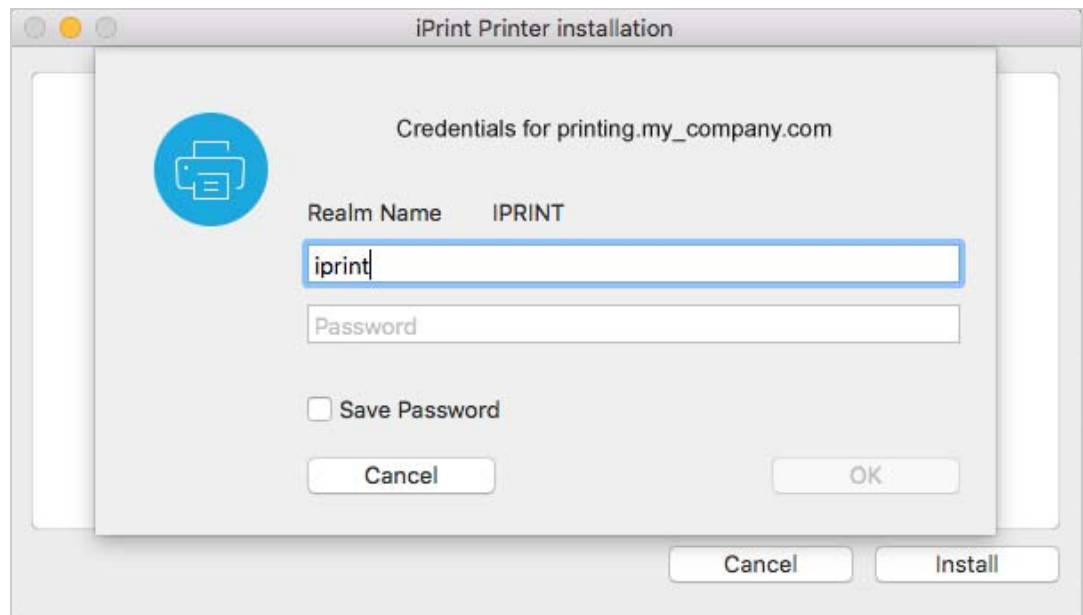 iPrint Printer installation
Credentials for printing.my_company.com
Realm Name IPRINT
iprint
Password
Save Password
Cancel OK
Cancel Install